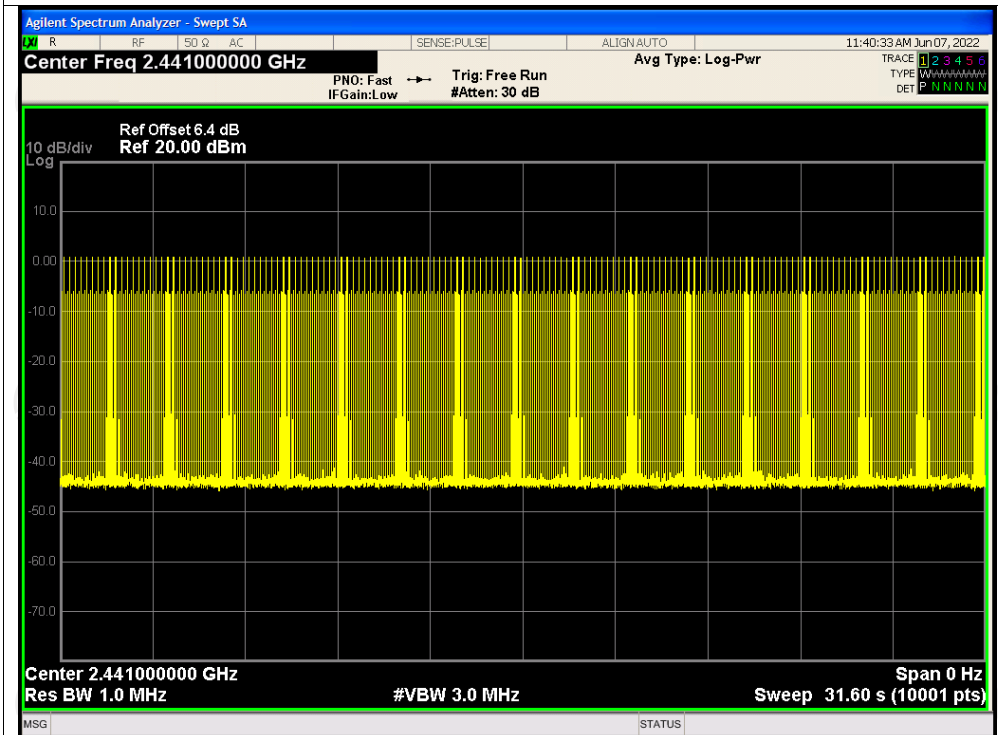 Agilent Spectrum Analyzer - Swept SA
LXI R RF 50 Ω AC SENSE:PULSE ALIGN AUTO 11:40:33 AM Jun 07, 2022
Center Freq 2.441000000 GHz
PNO: Fast Trig: Free Run Avg Type: Log-Pwr TRACE 1 2 3 4 5 6
IFGain:Low #Atten: 30 dB TYPE W
DET P N N N N N
Ref Offset 6.4 dB
10 dB/div Ref 20.00 dBm
Log
10.0
0.00
-10.0
-20.0
-30.0
-40.0
-50.0
-60.0
-70.0
Center 2.441000000 GHz Span 0 Hz
Res BW 1.0 MHz #VBW 3.0 MHz Sweep 31.60 s (10001 pts)
MSG STATUS